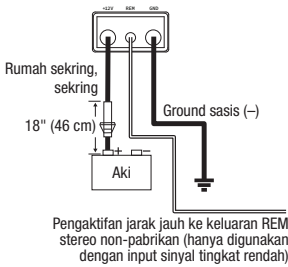 +12V REM GND
Rumah sekring,
sekring
18" (46 cm)
Ground sasis (–)
+ –
Aki
Pengaktifan jarak jauh ke keluaran REM
stereo non-pabrikan (hanya digunakan
dengan input sinyal tingkat rendah)